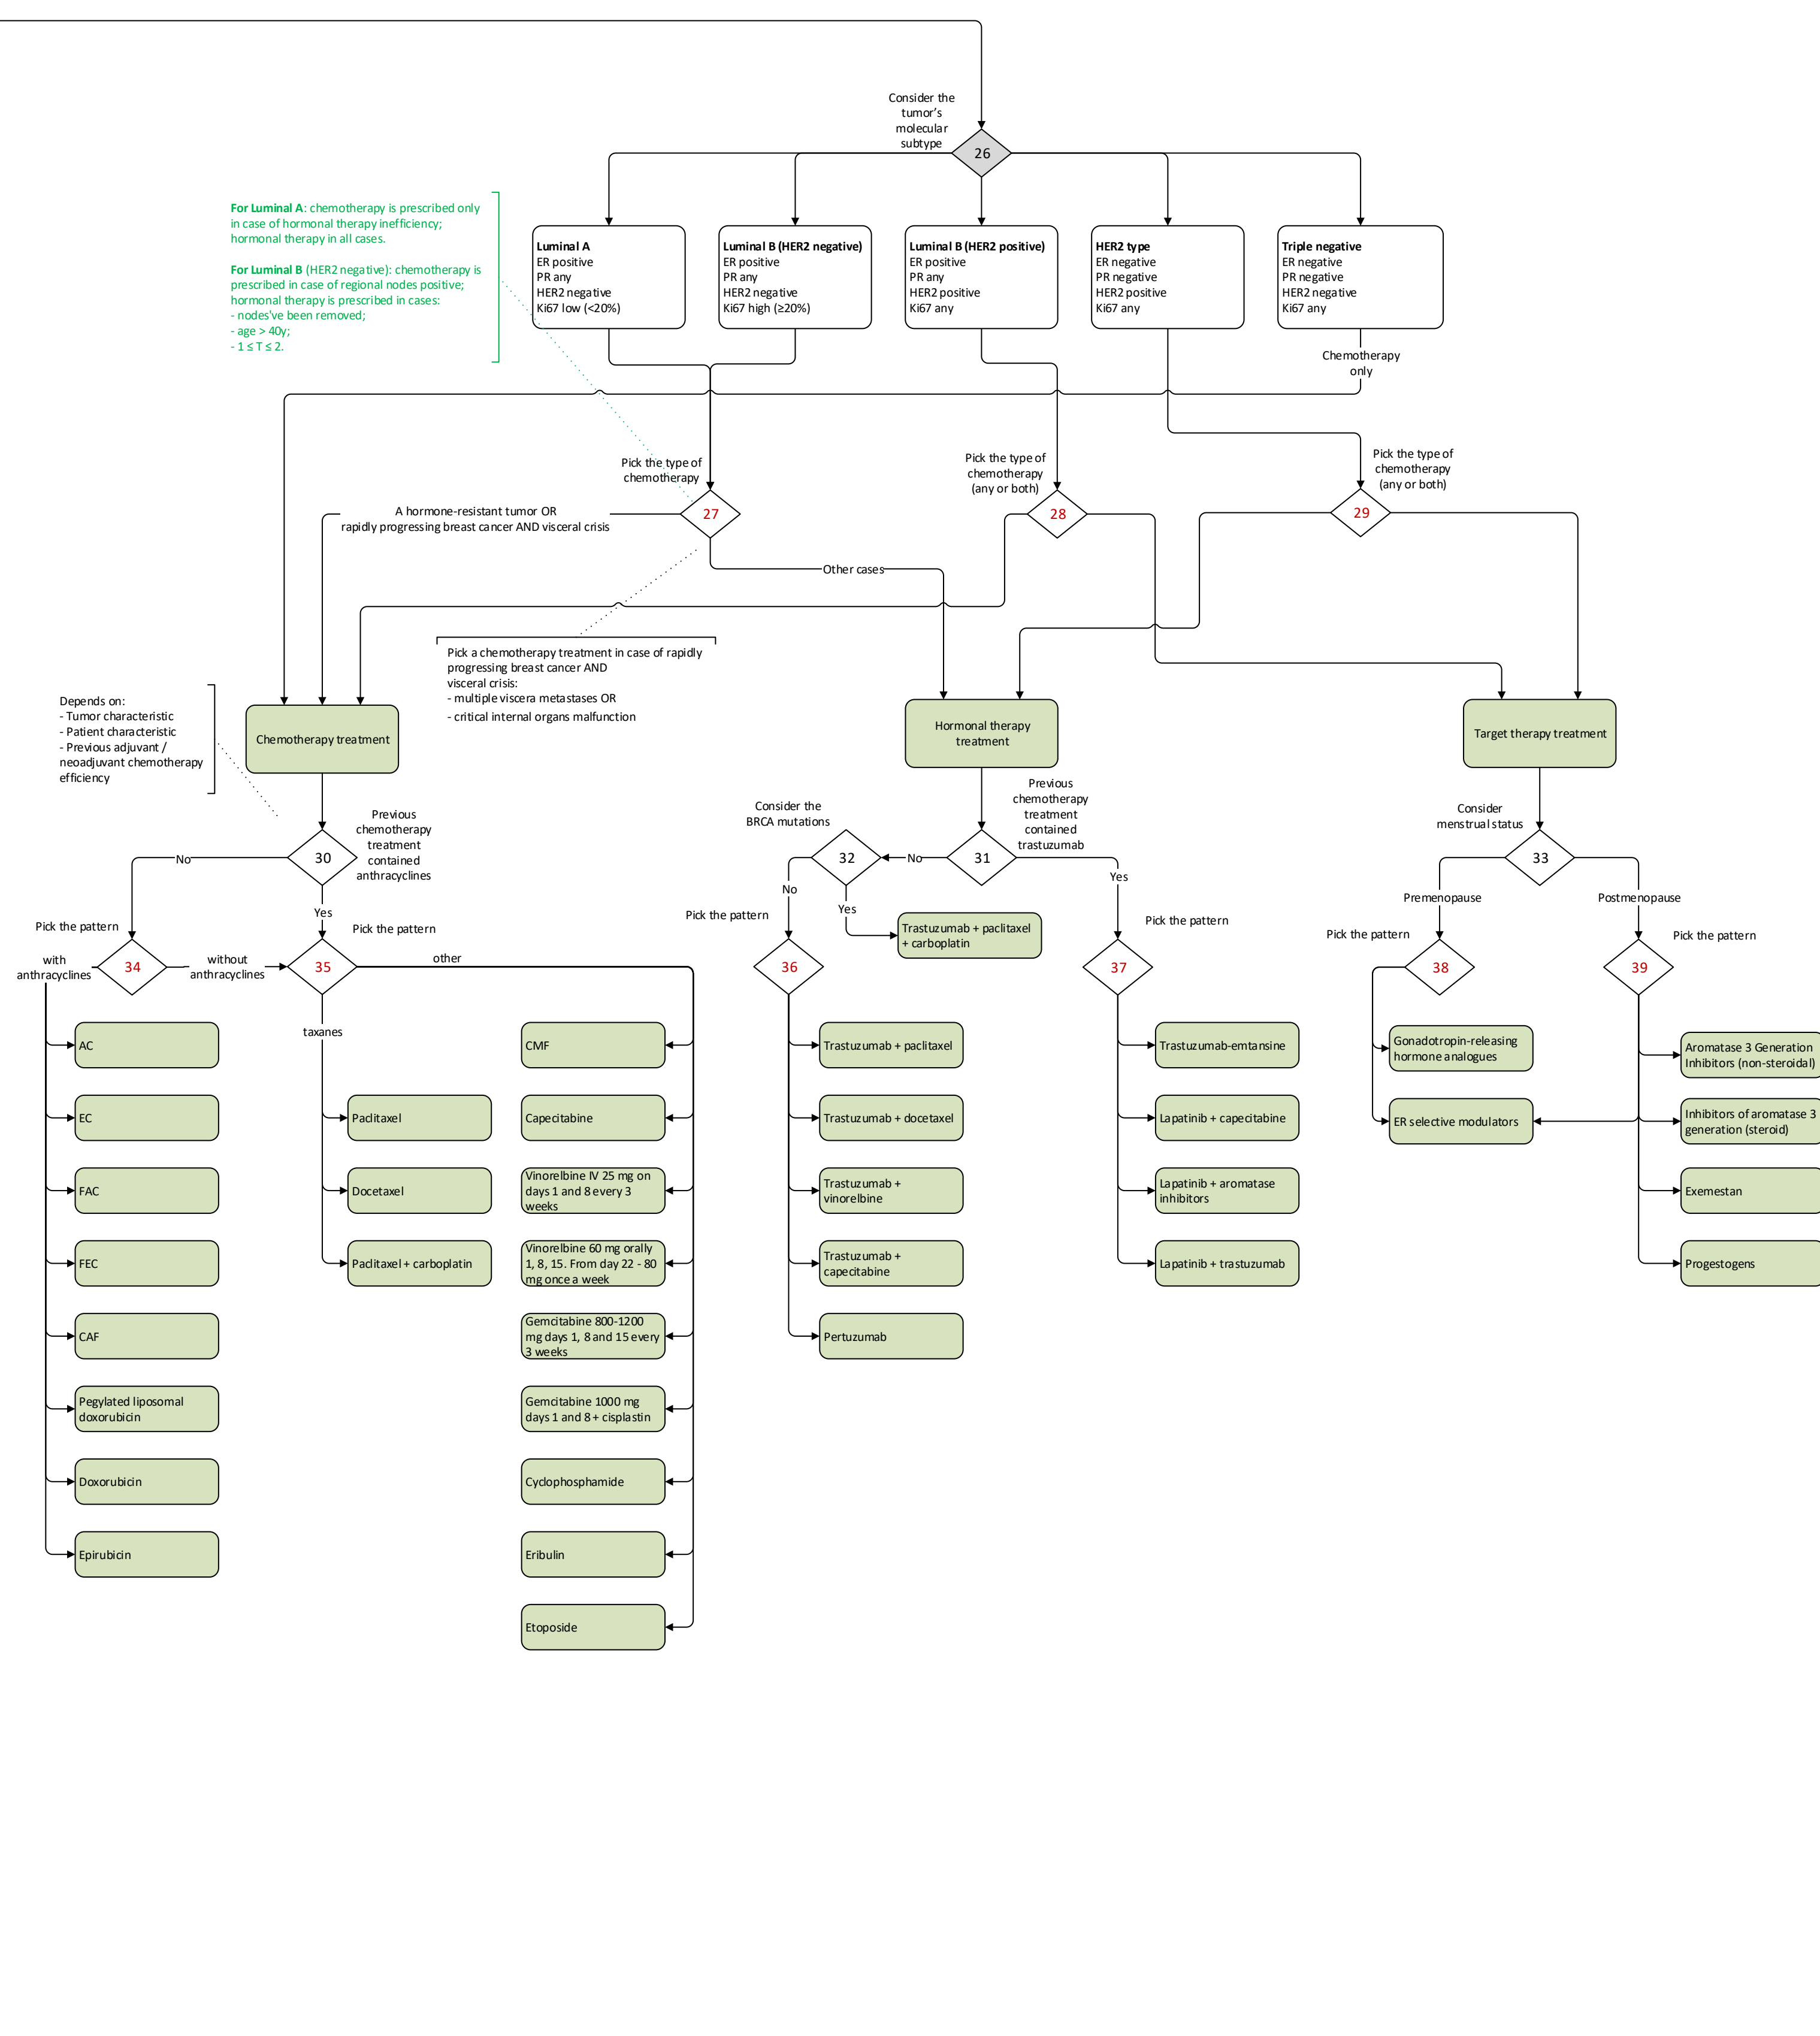 Consider the
tumor's
molecular
subtype
26
For Luminal A: chemotherapy is prescribed only
in case of hormonal therapy inefficiency;
hormonal therapy in all cases.
For Luminal B (HER2 negative): chemotherapy is
prescribed in case of regional nodes positive;
hormonal therapy is prescribed in cases:
- nodes've been removed;
- age > 40y;
- 1 ≤ T ≤ 2.
Luminal A
ER positive
PR any
HER2 negative
Ki67 low (<20%)
Luminal B (HER2 negative)
ER positive
PR any
HER2 negative
Ki67 high (≥20%)
Luminal B (HER2 positive)
ER positive
PR any
HER2 positive
Ki67 any
HER2 type
ER negative
PR negative
HER2 positive
Ki67 any
Triple negative
ER negative
PR negative
HER2 negative
Ki67 any
Chemotherapy
only
Pick the type of
chemotherapy
27
Pick the type of
chemotherapy
(any or both)
28
Pick the type of
chemotherapy
(any or both)
29
A hormone-resistant tumor OR
rapidly progressing breast cancer AND visceral crisis
Other cases
Pick a chemotherapy treatment in case of rapidly
progressing breast cancer AND
visceral crisis:
- multiple viscera metastases OR
- critical internal organs malfunction
Depends on:
- Tumor characteristic
- Patient characteristic
- Previous adjuvant /
neoadjuvant chemotherapy
efficiency
Chemotherapy treatment
Hormonal therapy
treatment
Target therapy treatment
Previous
chemotherapy
treatment
contained
anthracyclines
30
No
Yes
Consider the
BRCA mutations
32
No
Yes
Previous
chemotherapy
treatment
contained
trastuzumab
31
No
Yes
Consider
menstrual status
33
Premenopause
Postmenopause
Trastuzumab + paclitaxel
+ carboplatin
Pick the pattern
34
with
anthracyclines
without
anthracyclines
Pick the pattern
35
other
taxanes
Pick the pattern
36
Pick the pattern
37
Pick the pattern
38
Pick the pattern
39
AC
EC
FAC
FEC
CAF
Pegylated liposomal
doxorubicin
Doxorubicin
Epirubicin
Paclitaxel
Docetaxel
Paclitaxel + carboplatin
CMF
Capecitabine
Vinorelbine IV 25 mg on
days 1 and 8 every 3
weeks
Vinorelbine 60 mg orally
1, 8, 15. From day 22 - 80
mg once a week
Gemcitabine 800-1200
mg days 1, 8 and 15 every
3 weeks
Gemcitabine 1000 mg
days 1 and 8 + cisplastin
Cyclophosphamide
Eribulin
Etoposide
Trastuzumab + paclitaxel
Trastuzumab + docetaxel
Trastuzumab +
vinorelbine
Trastuzumab +
capecitabine
Pertuzumab
Trastuzumab-emtansine
Lapatinib + capecitabine
Lapatinib + aromatase
inhibitors
Lapatinib + trastuzumab
Gonadotropin-releasing
hormone analogues
ER selective modulators
Aromatase 3 Generation
Inhibitors (non-steroidal)
Inhibitors of aromatase 3
generation (steroid)
Exemestan
Progestogens